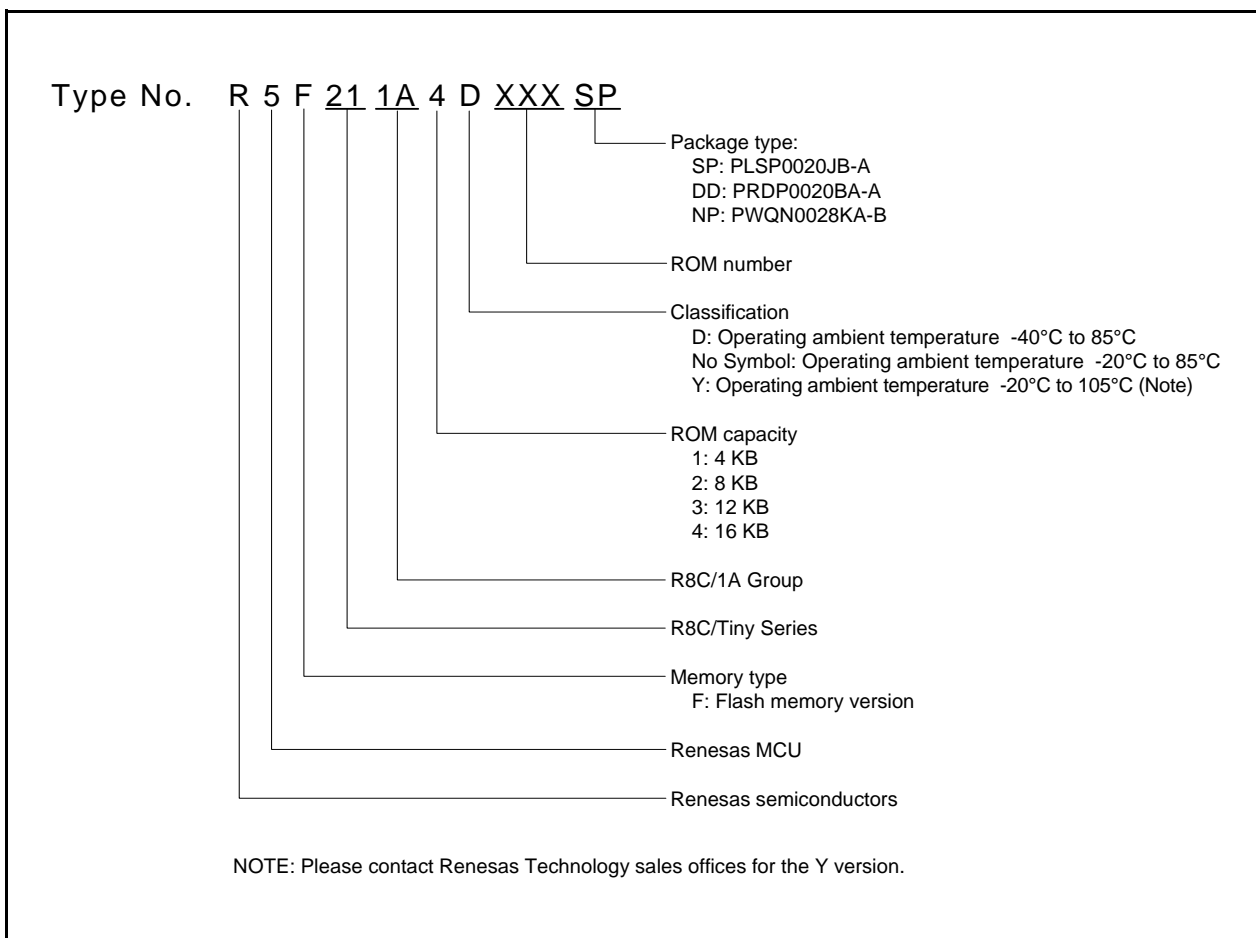 Type No. R 5 F 21 1A 4 D XXX SP
Package type:
SP: PLSP0020JB-A
DD: PRDP0020BA-A
NP: PWQN0028KA-B
ROM number
Classification
D: Operating ambient temperature -40°C to 85°C
No Symbol: Operating ambient temperature -20°C to 85°C
Y: Operating ambient temperature -20°C to 105°C (Note)
ROM capacity
1: 4 KB
2: 8 KB
3: 12 KB
4: 16 KB
R8C/1A Group
R8C/Tiny Series
Memory type
F: Flash memory version
Renesas MCU
Renesas semiconductors
NOTE: Please contact Renesas Technology sales offices for the Y version.